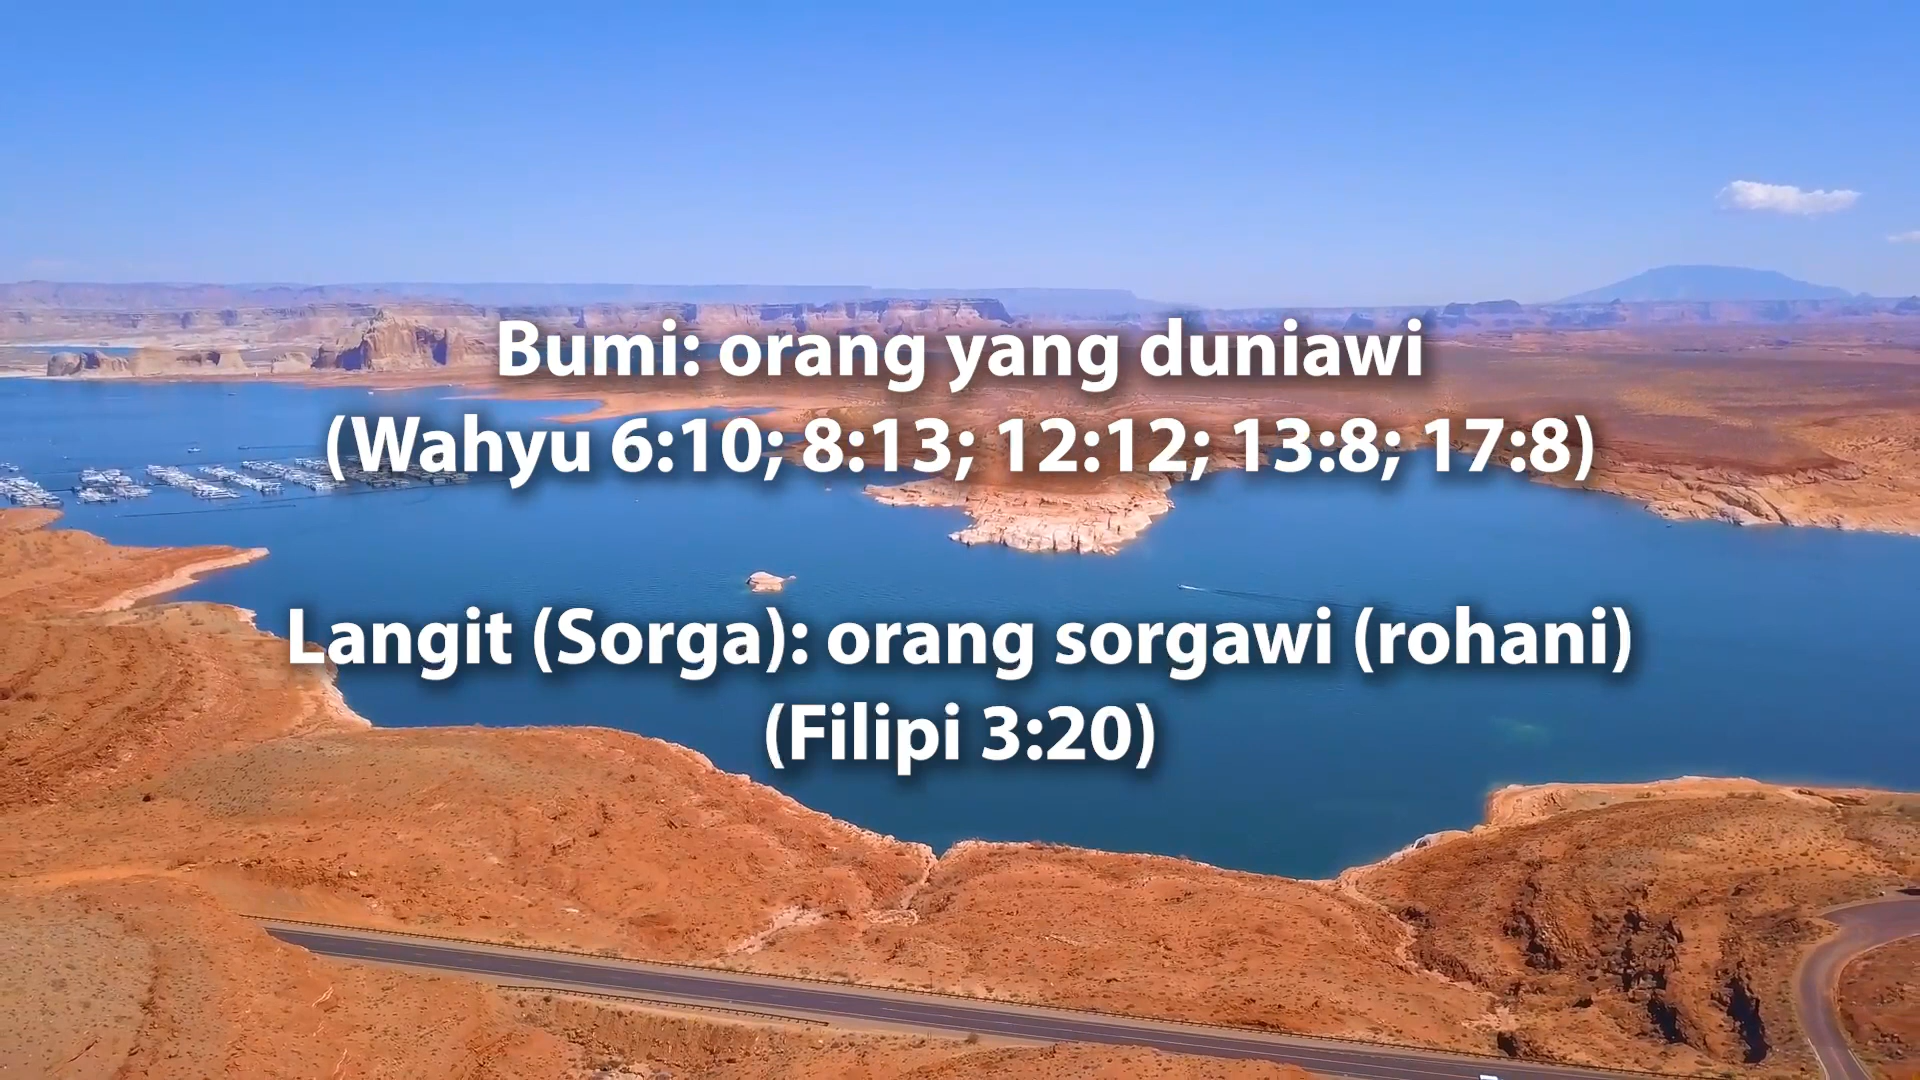 Bumi: orang yang duniawi
(Wahyu 6:10; 8:13; 12:12; 13:8; 17:8)
Langit (Sorga): orang sorgawi (rohani)
(Filipi 3:20)